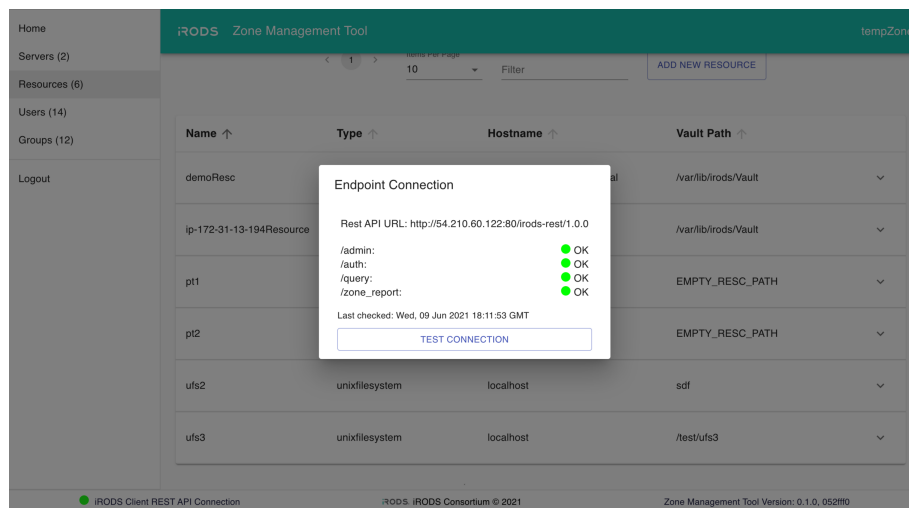 Home
iRODS Zone Management Tool
tempZone
Servers (2)
Items Per Page
1
10
Filter
ADD NEW RESOURCE
Resources (6)
Users (14)
Groups (12)
Name
Type
Hostname
Vault Path
Logout
demoResc
al
/var/lib/irods/Vault
Endpoint Connection
Rest API URL: http://54.210.60.122:80/irods-rest/1.0.0
ip-172-31-13-194Resource
/var/lib/irods/Vault
/admin: OK
/auth: OK
/query: OK
/zone_report: OK
pt1
EMPTY_RESC_PATH
Last checked: Wed, 09 Jun 2021 18:11:53 GMT
TEST CONNECTION
pt2
EMPTY_RESC_PATH
ufs2 unixfilesystem localhost sdf
ufs3 unixfilesystem localhost /test/ufs3
iRODS Client REST API Connection
iRODS. iRODS Consortium © 2021
Zone Management Tool Version: 0.1.0, 052fff0